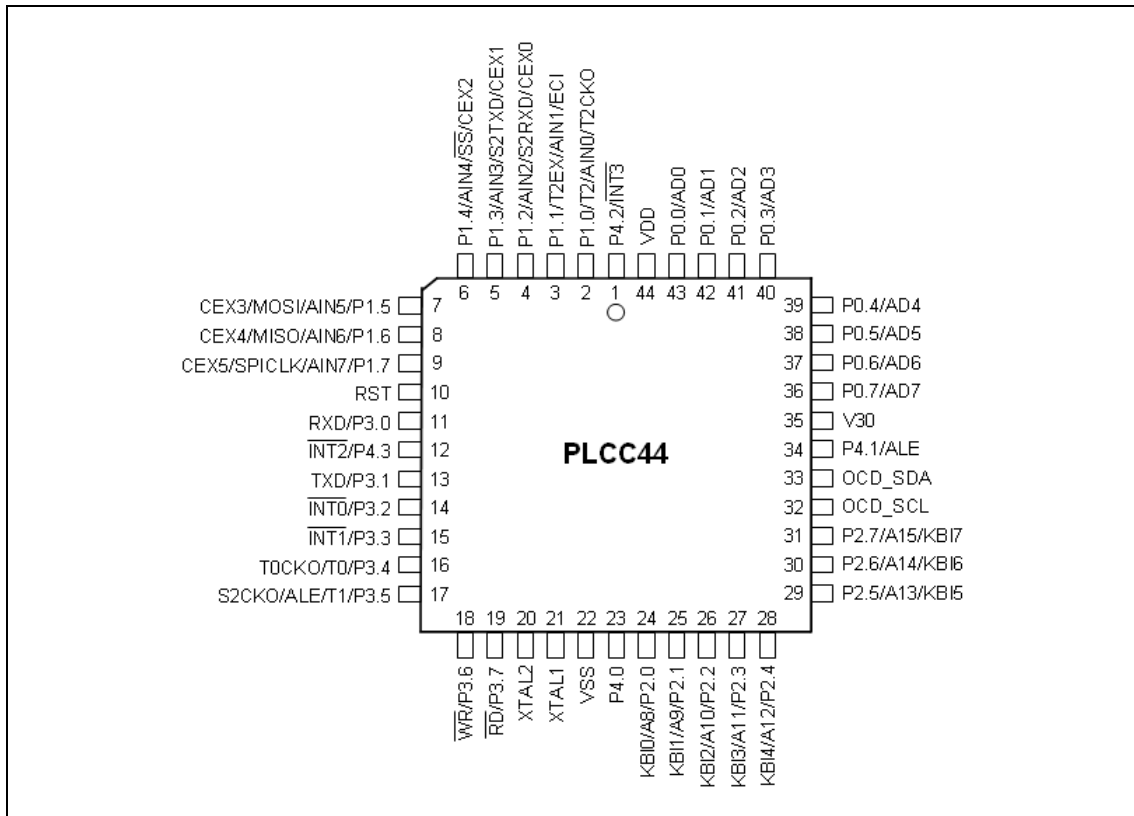 P1.4/AIN4/S̅S̅/CEX2
P1.3/AIN3/S2TXD/CEX1
P1.2/AIN2/S2RXD/CEX0
P1.1/T2EX/AIN1/ECI
P1.0/T2/AIN0/T2CKO
P4.2/I̅N̅T̅3̅
VDD
P0.0/AD0
P0.1/AD1
P0.2/AD2
P0.3/AD3
6 5 4 3 2 1 44 43 42 41 40
CEX3/MOSI/AIN5/P1.5 7
CEX4/MISO/AIN6/P1.6 8
CEX5/SPICLK/AIN7/P1.7 9
RST 10
RXD/P3.0 11
I̅N̅T̅2̅/P4.3 12
TXD/P3.1 13
I̅N̅T̅0̅/P3.2 14
I̅N̅T̅1̅/P3.3 15
T0CKO/T0/P3.4 16
S2CKO/ALE/T1/P3.5 17
PLCC44
39 P0.4/AD4
38 P0.5/AD5
37 P0.6/AD6
36 P0.7/AD7
35 V30
34 P4.1/ALE
33 OCD_SDA
32 OCD_SCL
31 P2.7/A15/KBI7
30 P2.6/A14/KBI6
29 P2.5/A13/KBI5
18 19 20 21 22 23 24 25 26 27 28
W̅R̅/P3.6
R̅D̅/P3.7
XTAL2
XTAL1
VSS
P4.0
KBI0/A8/P2.0
KBI1/A9/P2.1
KBI2/A10/P2.2
KBI3/A11/P2.3
KBI4/A12/P2.4